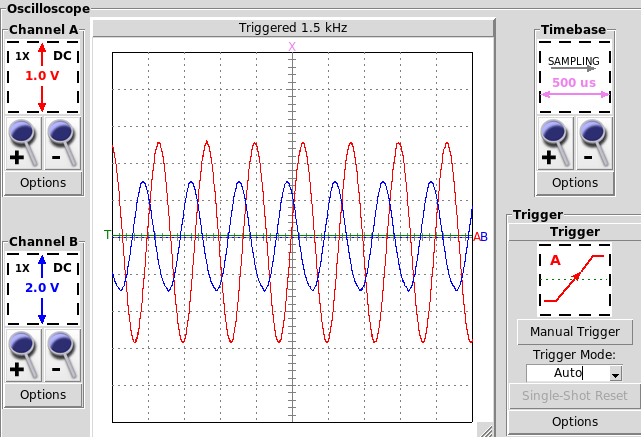 Oscilloscope
Channel A
1X DC
1.0 V
+ -
Options
Channel B
1X DC
2.0 V
+ -
Options
Triggered 1.5 kHz
X
T
A B
Timebase
SAMPLING
500 us
+ -
Options
Trigger
Trigger
A
Manual Trigger
Trigger Mode:
Auto
Single-Shot Reset
Options